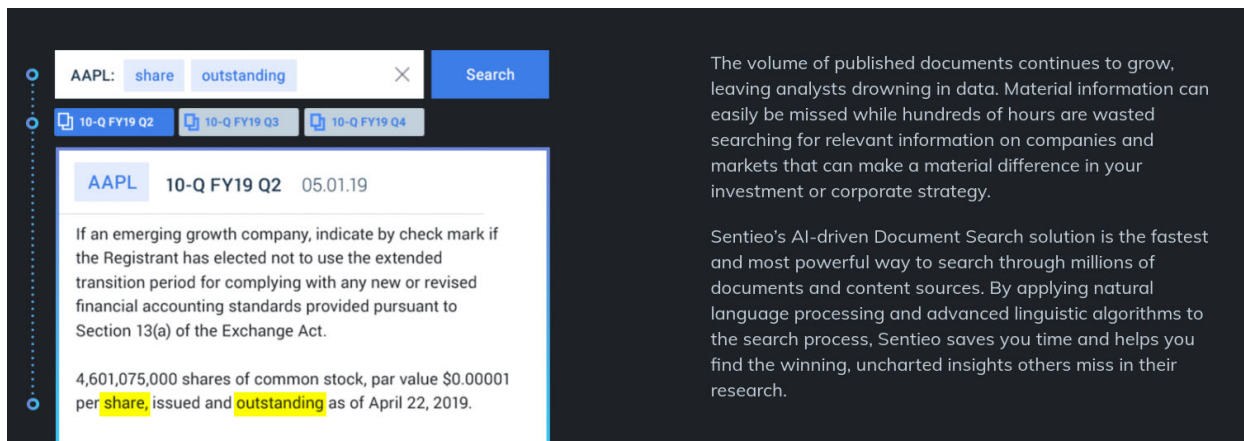 AAPL: share outstanding
Search
10-Q FY19 Q2
10-Q FY19 Q3
10-Q FY19 Q4
AAPL 10-Q FY19 Q2 05.01.19
If an emerging growth company, indicate by check mark if
the Registrant has elected not to use the extended
transition period for complying with any new or revised
financial accounting standards provided pursuant to
Section 13(a) of the Exchange Act.
4,601,075,000 shares of common stock, par value $0.00001
per share, issued and outstanding as of April 22, 2019.
The volume of published documents continues to grow,
leaving analysts drowning in data. Material information can
easily be missed while hundreds of hours are wasted
searching for relevant information on companies and
markets that can make a material difference in your
investment or corporate strategy.
Sentieo’s AI-driven Document Search solution is the fastest
and most powerful way to search through millions of
documents and content sources. By applying natural
language processing and advanced linguistic algorithms to
the search process, Sentieo saves you time and helps you
find the winning, uncharted insights others miss in their
research.